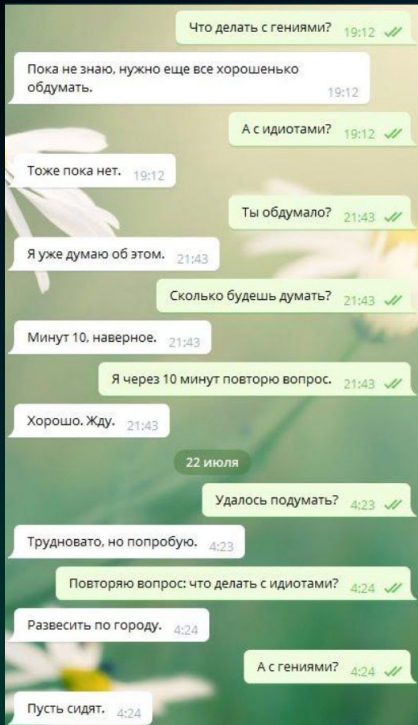 Что делать с гениями? 19:12
Пока не знаю, нужно еще все хорошенько
обдумать. 19:12
А с идиотами? 19:12
Тоже пока нет. 19:12
Ты обдумало? 21:43
Я уже думаю об этом. 21:43
Сколько будешь думать? 21:43
Минут 10, наверное. 21:43
Я через 10 минут повторю вопрос. 21:43
Хорошо. Жду. 21:43
22 июля
Удалось подумать? 4:23
Трудновато, но попробую. 4:23
Повторяю вопрос: что делать с идиотами? 4:24
Развесить по городу. 4:24
А с гениями? 4:24
Пусть сидят. 4:24